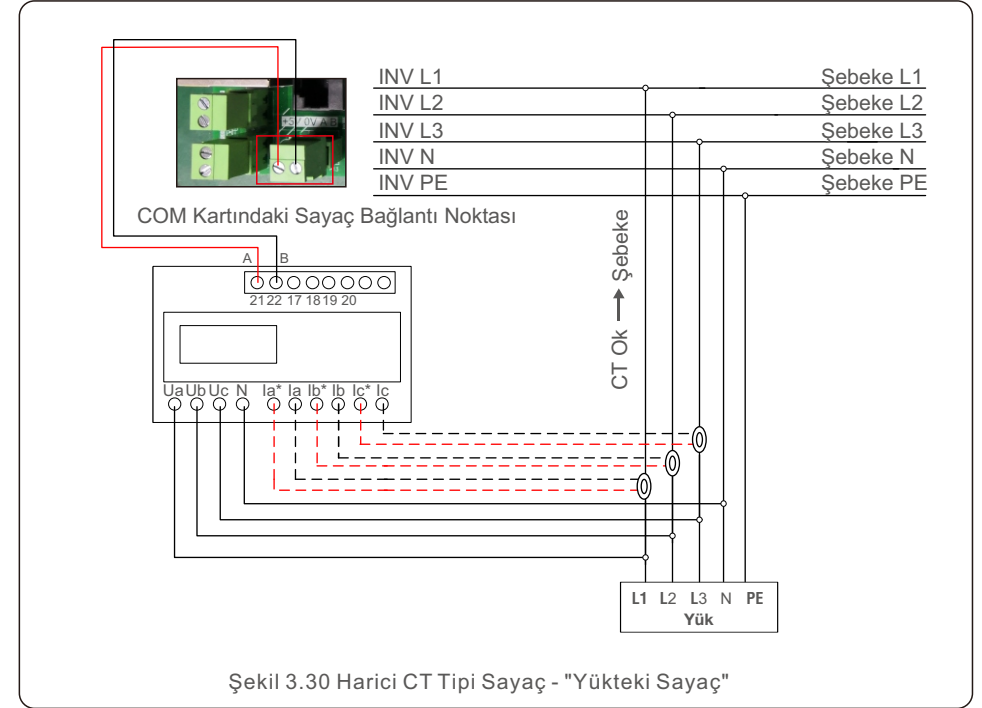 INV L1 Şebeke L1
INV L2 Şebeke L2
INV L3 Şebeke L3
INV N Şebeke N
INV PE Şebeke PE
+5V 0V A B
COM Kartındaki Sayaç Bağlantı Noktası
CT Ok Şebeke
A B
21 22 17 18 19 20
Ua Ub Uc N Ia* Ia Ib* Ib Ic* Ic
L1 L2 L3 N PE
Yük
Şekil 3.30 Harici CT Tipi Sayaç - "Yükteki Sayaç"